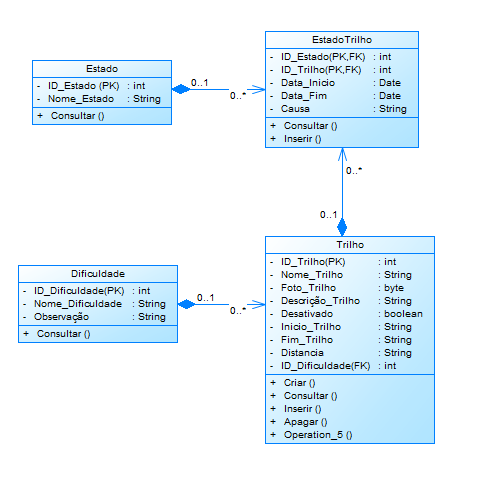 EstadoTrilho
- ID_Estado(PK,FK) : int
- ID_Trilho(PK,FK) : int
- Data_Inicio : Date
- Data_Fim : Date
- Causa : String
+ Consultar ()
+ Inserir ()
Estado
- ID_Estado (PK) : int
- Nome_Estado : String
+ Consultar ()
0..1
0..*
0..*
0..1
Trilho
- ID_Trilho(PK) : int
- Nome_Trilho : String
- Foto_Trilho : byte
- Descrição_Trilho : String
- Desativado : boolean
- Inicio_Trilho : String
- Fim_Trilho : String
- Distancia : String
- ID_Dificuldade(FK) : int
+ Criar ()
+ Consultar ()
+ Inserir ()
+ Apagar ()
+ Operation_5 ()
Dificuldade
- ID_Dificuldade(PK) : int
- Nome_Dificuldade : String
- Observação : String
+ Consultar ()
0..1
0..*